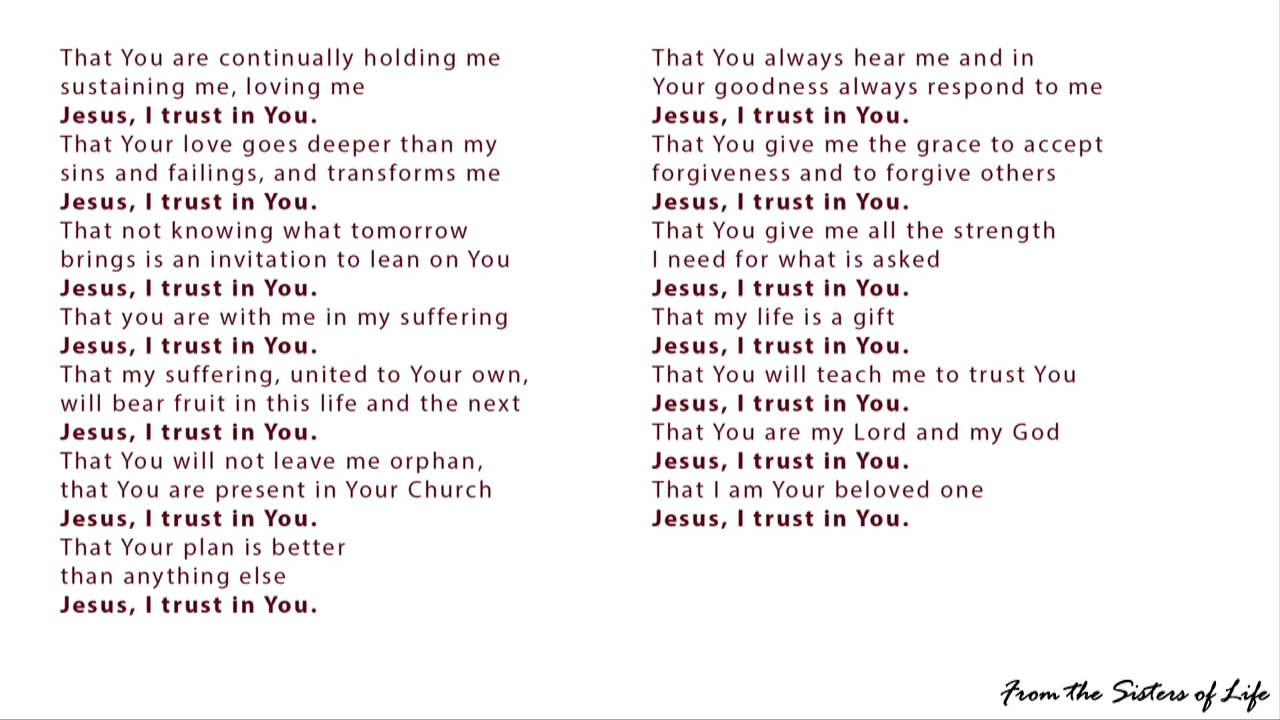 That You are continually holding me
sustaining me, loving me
Jesus, I trust in You.
That Your love goes deeper than my
sins and failings, and transforms me
Jesus, I trust in You.
That not knowing what tomorrow
brings is an invitation to lean on You
Jesus, I trust in You.
That you are with me in my suffering
Jesus, I trust in You.
That my suffering, united to Your own,
will bear fruit in this life and the next
Jesus, I trust in You.
That You will not leave me orphan,
that You are present in Your Church
Jesus, I trust in You.
That Your plan is better
than anything else
Jesus, I trust in You.
That You always hear me and in
Your goodness always respond to me
Jesus, I trust in You.
That You give me the grace to accept
forgiveness and to forgive others
Jesus, I trust in You.
That You give me all the strength
I need for what is asked
Jesus, I trust in You.
That my life is a gift
Jesus, I trust in You.
That You will teach me to trust You
Jesus, I trust in You.
That You are my Lord and my God
Jesus, I trust in You.
That I am Your beloved one
Jesus, I trust in You.
From the Sisters of Life